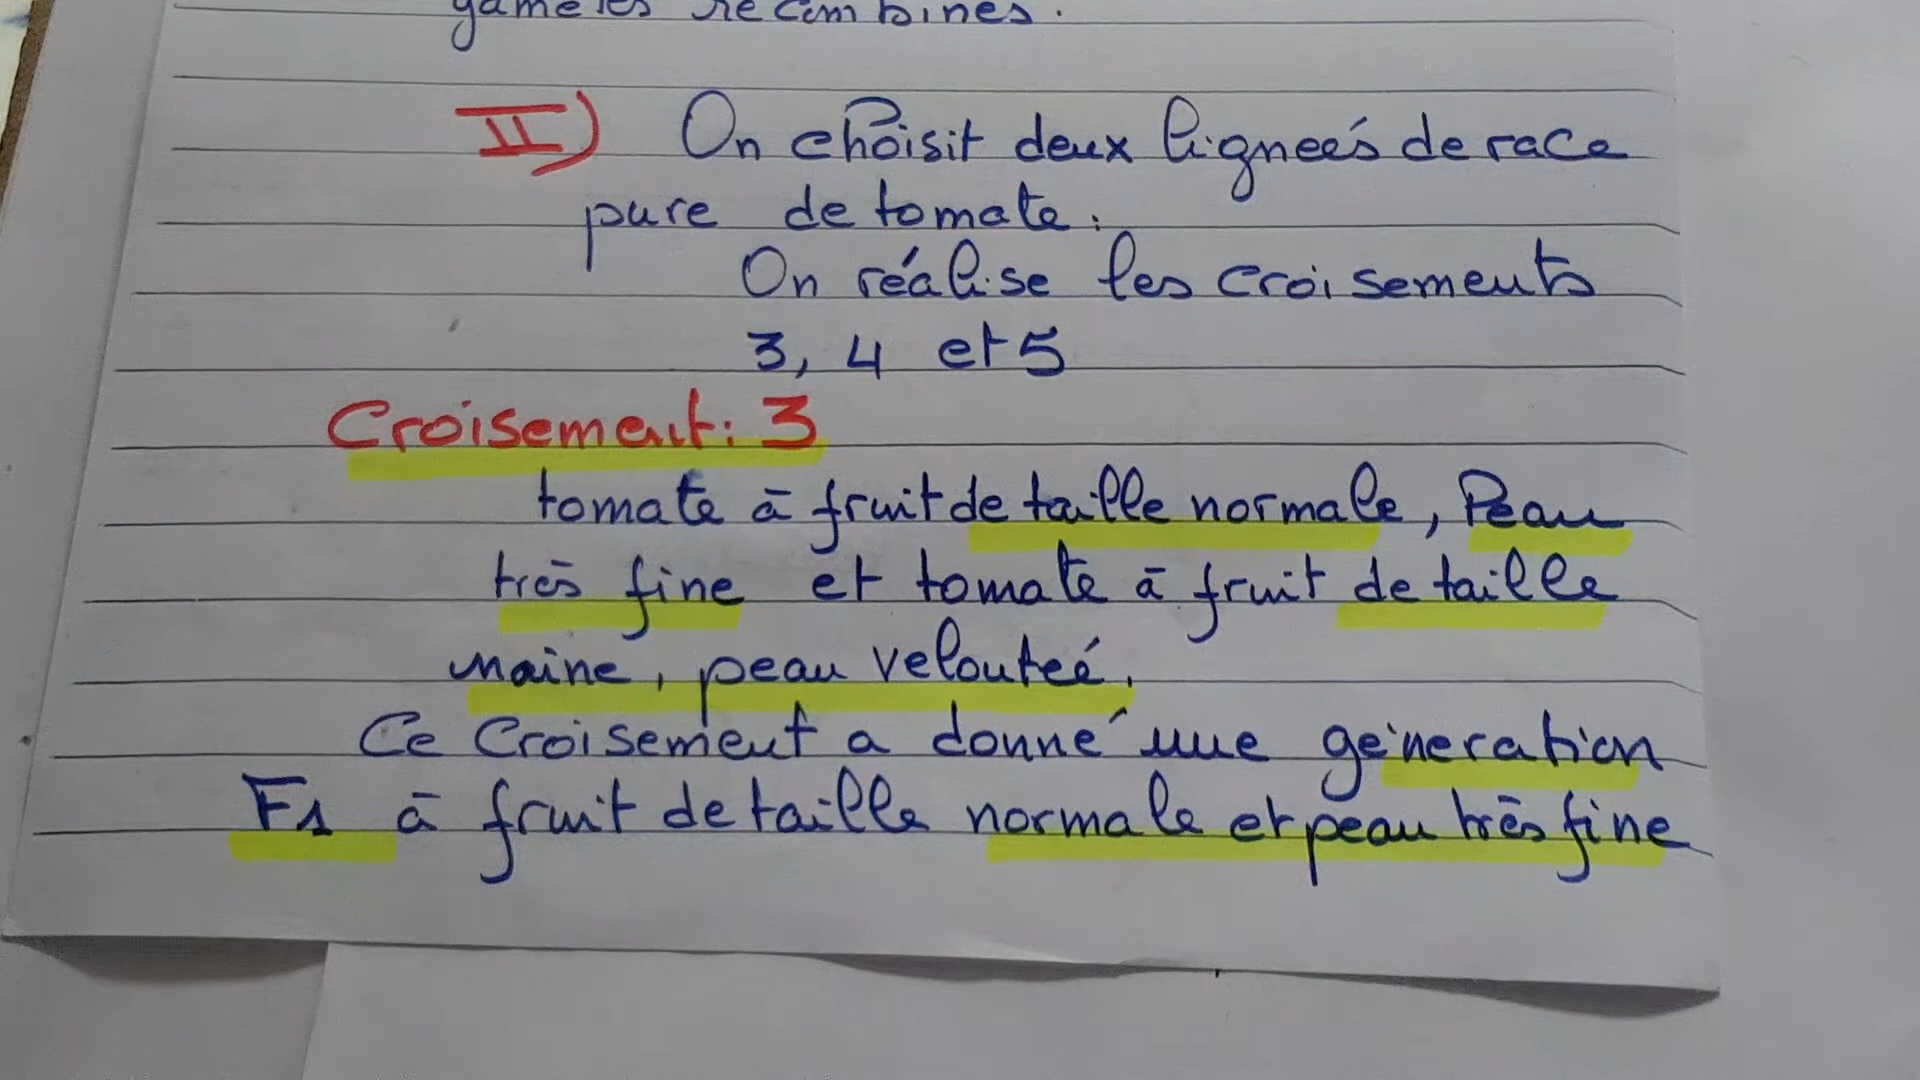 gamètes recombinés.
II) On choisit deux lignées de race
pure de tomate.
On réalise les croisements
3, 4 et 5
Croisement: 3
tomate à fruit de taille normale, Peau
très fine et tomate à fruit de taille
naine, peau veloutée.
Ce Croisement a donné une génération
F1 à fruit de taille normale et peau très fine